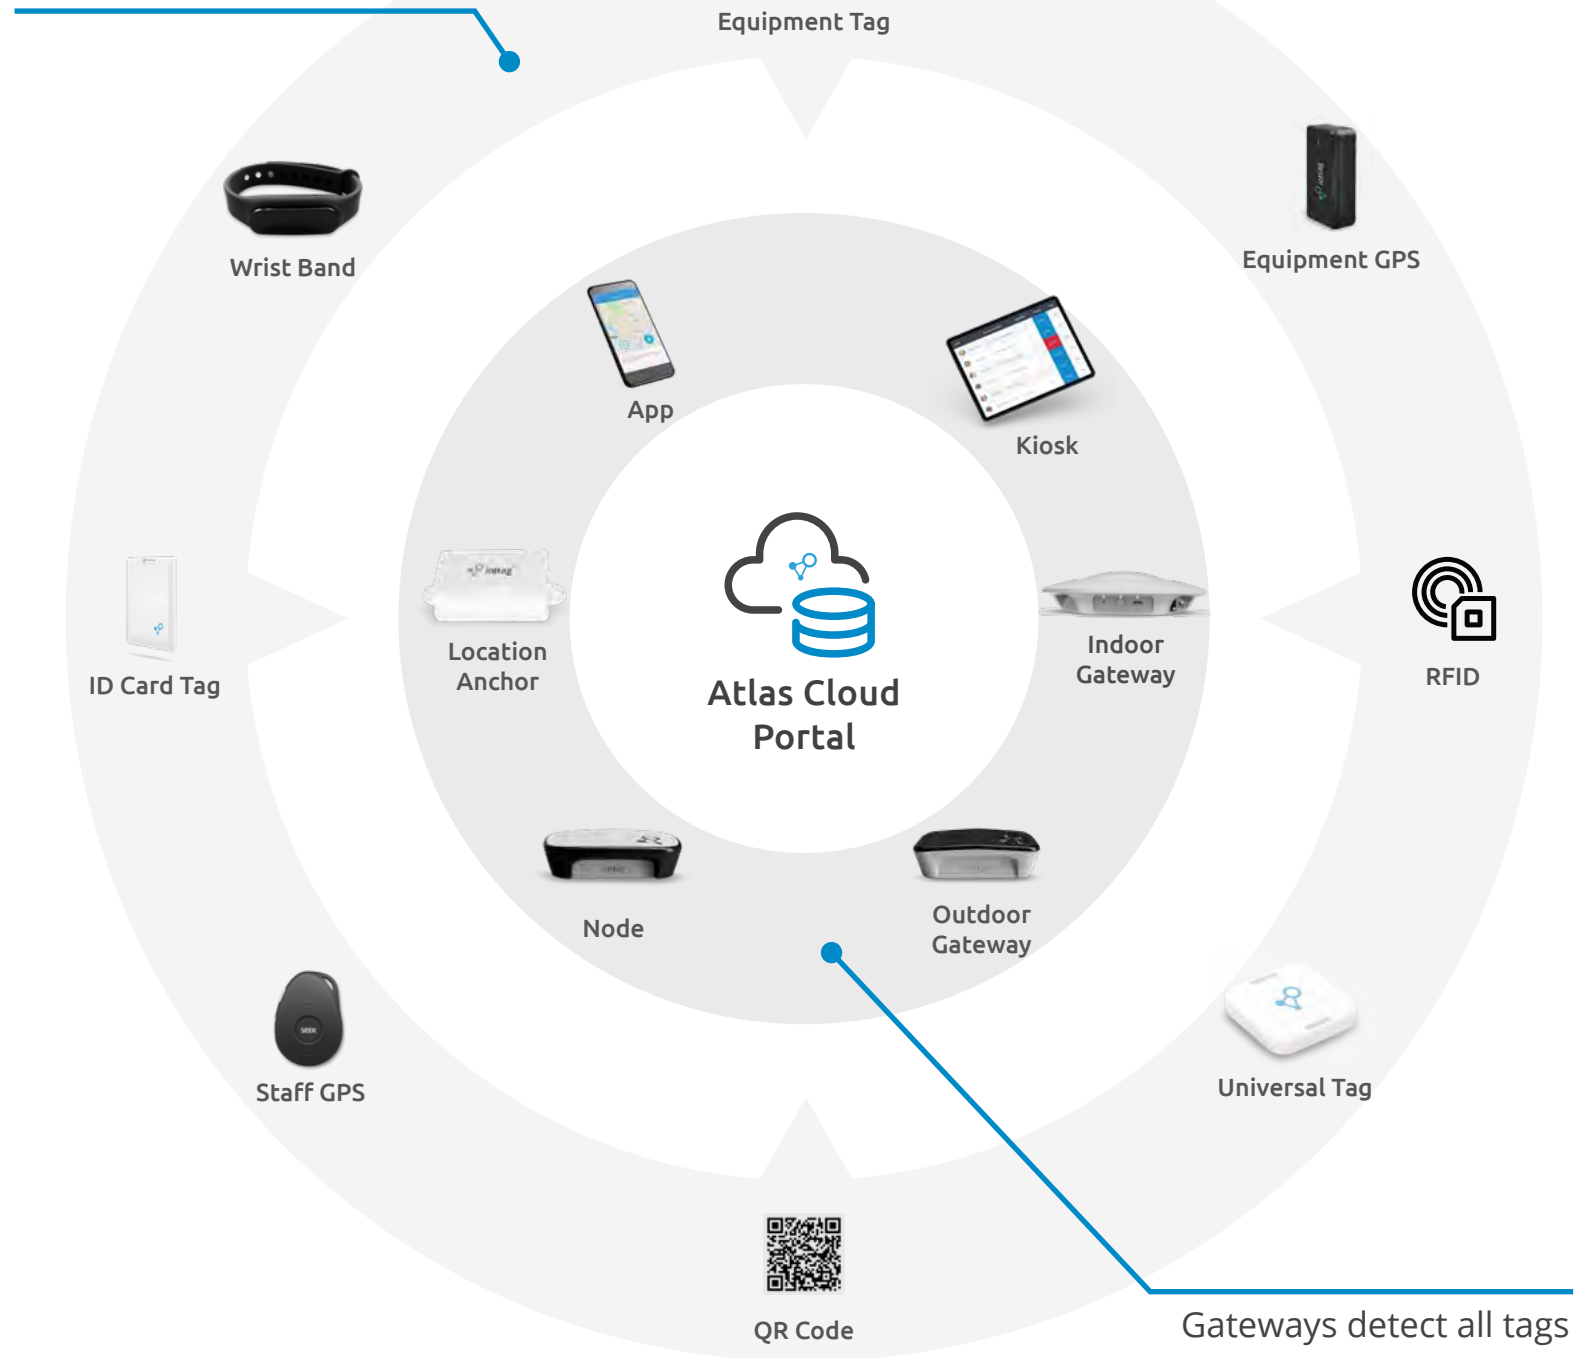 Equipment Tag
Wrist Band
Equipment GPS
App
Kiosk
Location
Anchor
Indoor
Gateway
ID Card Tag
RFID
Atlas Cloud
Portal
Node
Outdoor
Gateway
SEEK
Staff GPS
Universal Tag
QR Code
Gateways detect all tags